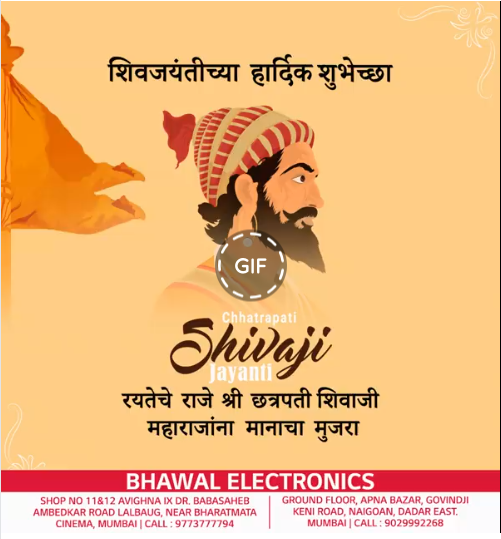 शिवजयंतीच्या हार्दिक शुभेच्छा
GIF
Chhatrapati
Shivaji
Jayanti
रयतेचे राजे श्री छत्रपती शिवाजी
महाराजांना मानाचा मुजरा
BHAWAL ELECTRONICS
SHOP NO 11&12 AVIGHNA IX DR. BABASAHEB
AMBEDKAR ROAD LALBAUG, NEAR BHARATMATA
CINEMA, MUMBAI | CALL : 9773777794
GROUND FLOOR, APNA BAZAR, GOVINDJI
KENI ROAD, NAIGOAN, DADAR EAST.
MUMBAI | CALL : 9029992268